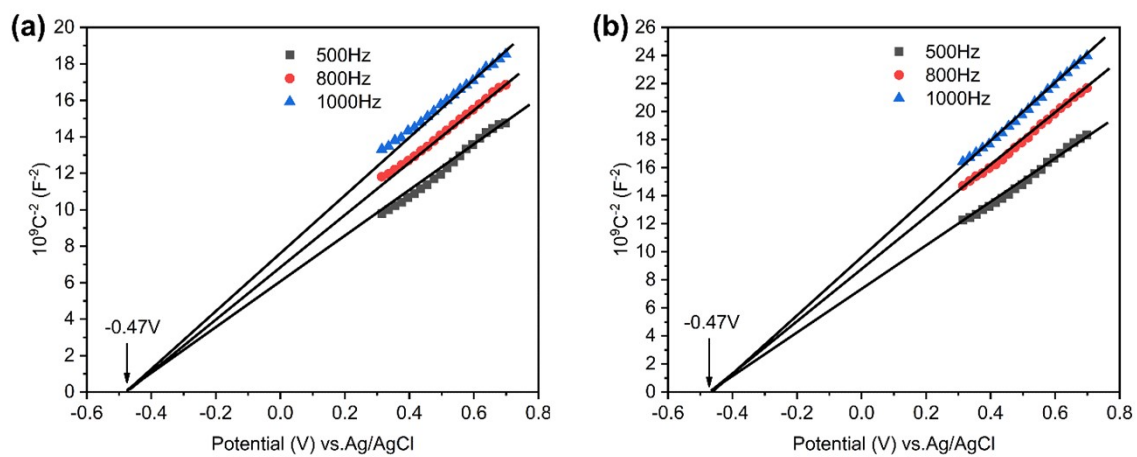 (a)
20
18
16
14
12
10
8
6
4
2
0
10⁹C⁻² (F⁻²)
500Hz
800Hz
1000Hz
-0.47V
-0.6 -0.4 -0.2 0.0 0.2 0.4 0.6 0.8
Potential (V) vs.Ag/AgCl
(b)
26
24
22
20
18
16
14
12
10
8
6
4
2
0
10⁹C⁻² (F⁻²)
500Hz
800Hz
1000Hz
-0.47V
-0.6 -0.4 -0.2 0.0 0.2 0.4 0.6 0.8
Potential (V) vs.Ag/AgCl